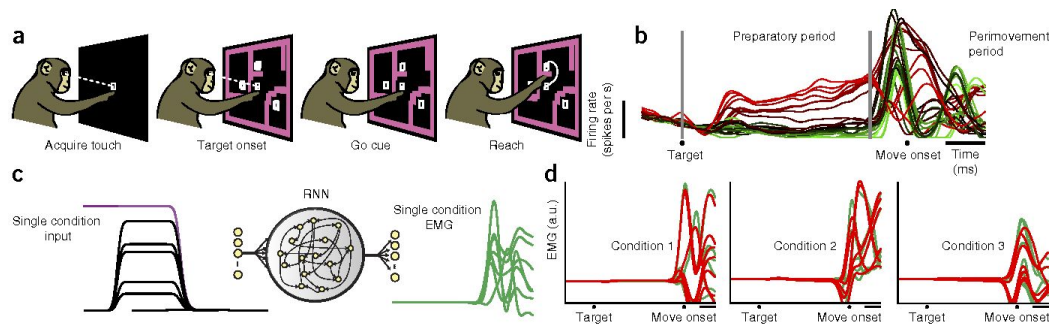 a
Acquire touch
Target onset
Go cue
Reach
b
Preparatory period
Perimovement
period
Firing rate
(spikes per s)
Target
Move onset
Time
(ms)
c
Single condition
input
RNN
Single condition
EMG
d
EMG (a.u.)
Condition 1
Condition 2
Condition 3
Target
Move onset
Target
Move onset
Target
Move onset